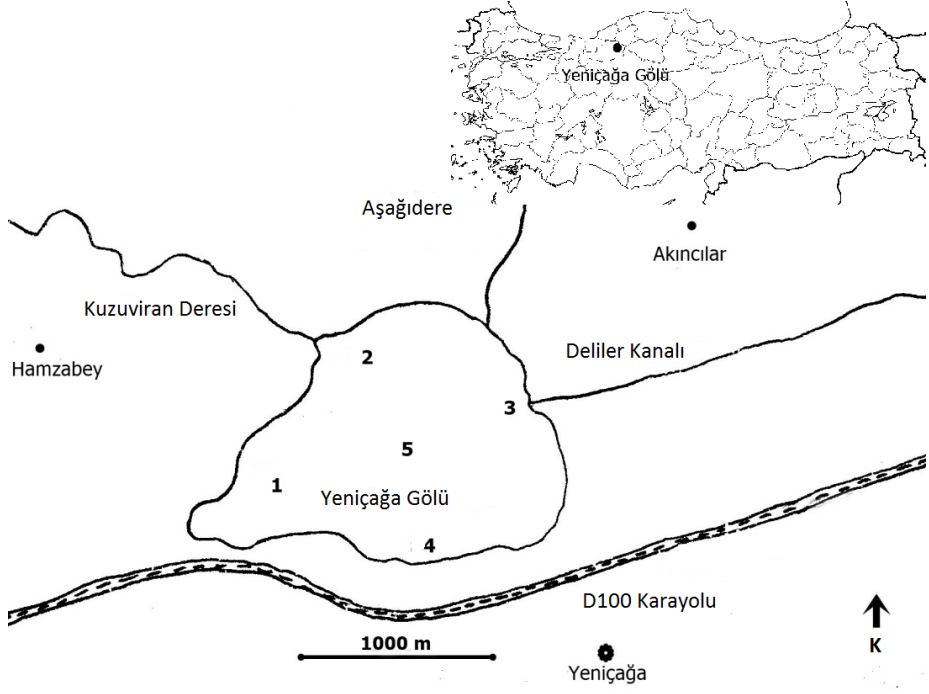 Yeniçağa Gölü
Aşağıdere
Akıncılar
Kuzuviran Deresi
Hamzabey
2
Deliler Kanalı
3
5
1
Yeniçağa Gölü
4
D100 Karayolu
1000 m
K
Yeniçağa